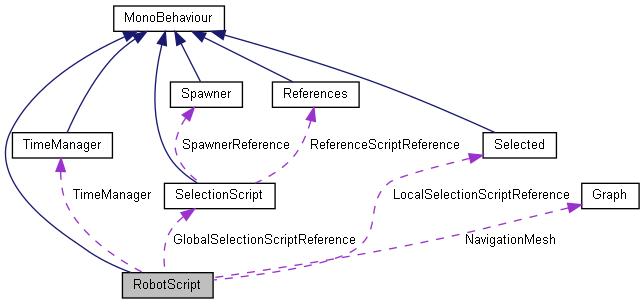 MonoBehaviour
Spawner
References
TimeManager
SpawnerReference
ReferenceScriptReference
Selected
TimeManager
SelectionScript
LocalSelectionScriptReference
Graph
GlobalSelectionScriptReference
NavigationMesh
RobotScript